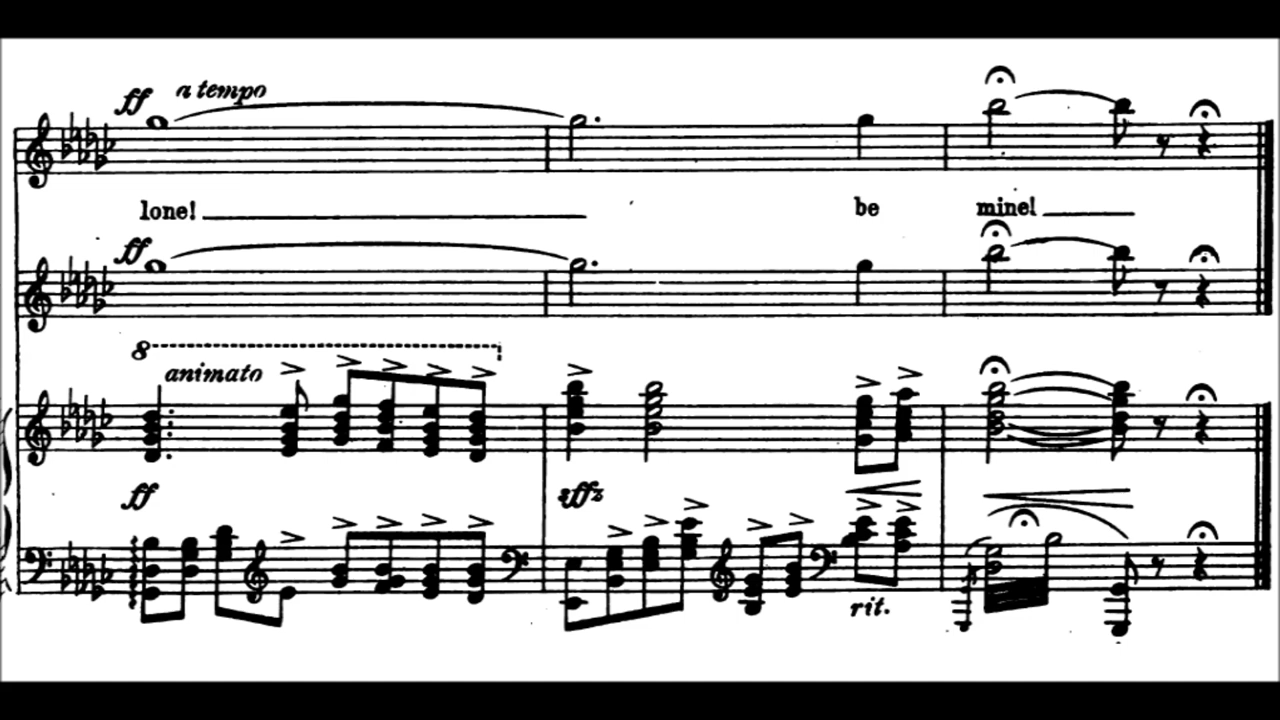 ff a tempo
lone! be mine!
ff
8
animato
ff sffz
rit.